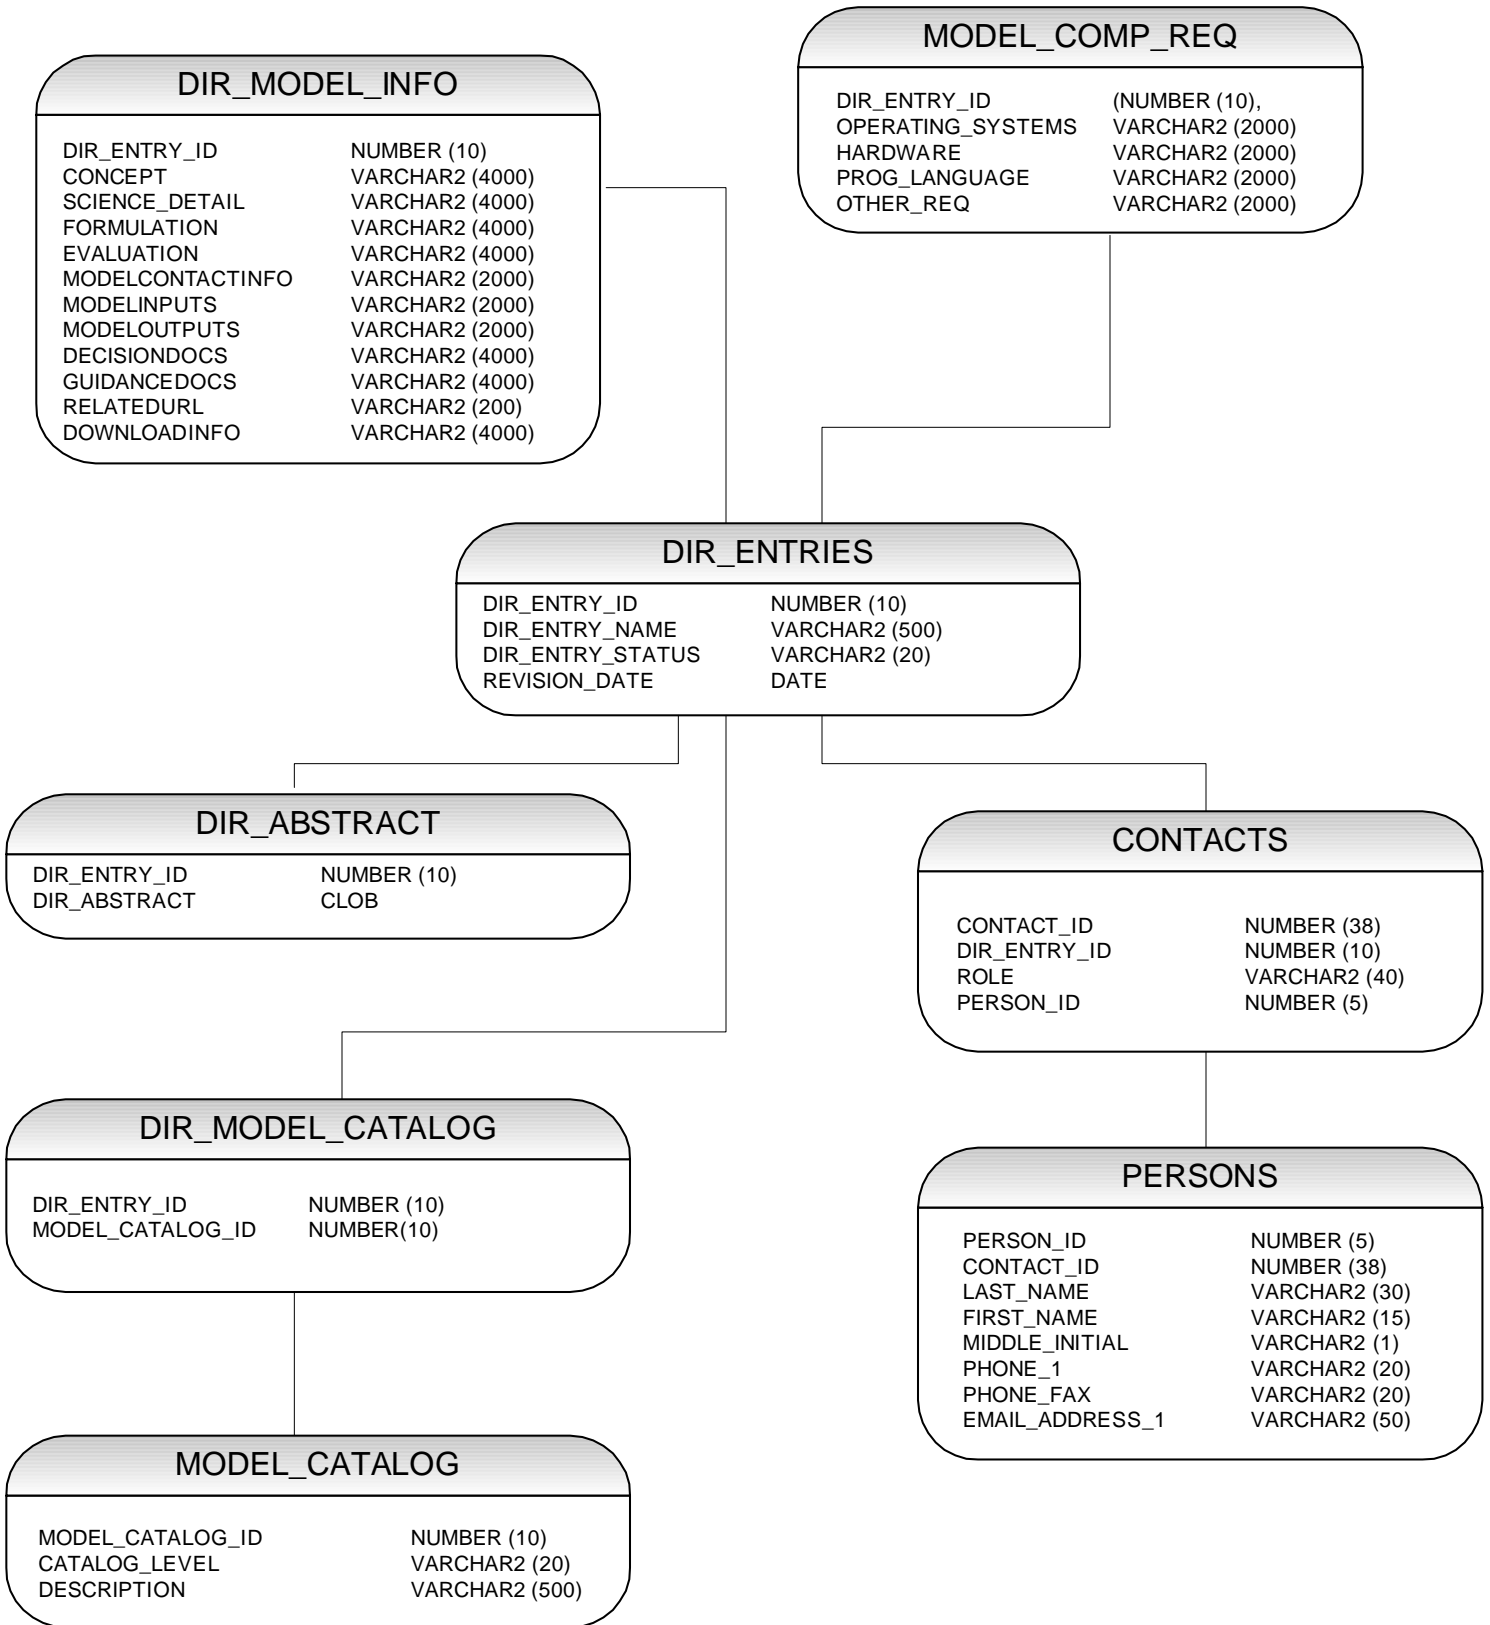 DIR_MODEL_INFO
DIR_ENTRY_ID NUMBER (10)
CONCEPT VARCHAR2 (4000)
SCIENCE_DETAIL VARCHAR2 (4000)
FORMULATION VARCHAR2 (4000)
EVALUATION VARCHAR2 (4000)
MODELCONTACTINFO VARCHAR2 (2000)
MODELINPUTS VARCHAR2 (2000)
MODELOUTPUTS VARCHAR2 (2000)
DECISIONDOCS VARCHAR2 (4000)
GUIDANCEDOCS VARCHAR2 (4000)
RELATEDURL VARCHAR2 (200)
DOWNLOADINFO VARCHAR2 (4000)
MODEL_COMP_REQ
DIR_ENTRY_ID (NUMBER (10),
OPERATING_SYSTEMS VARCHAR2 (2000)
HARDWARE VARCHAR2 (2000)
PROG_LANGUAGE VARCHAR2 (2000)
OTHER_REQ VARCHAR2 (2000)
DIR_ENTRIES
DIR_ENTRY_ID NUMBER (10)
DIR_ENTRY_NAME VARCHAR2 (500)
DIR_ENTRY_STATUS VARCHAR2 (20)
REVISION_DATE DATE
DIR_ABSTRACT
DIR_ENTRY_ID NUMBER (10)
DIR_ABSTRACT CLOB
CONTACTS
CONTACT_ID NUMBER (38)
DIR_ENTRY_ID NUMBER (10)
ROLE VARCHAR2 (40)
PERSON_ID NUMBER (5)
DIR_MODEL_CATALOG
DIR_ENTRY_ID NUMBER (10)
MODEL_CATALOG_ID NUMBER(10)
PERSONS
PERSON_ID NUMBER (5)
CONTACT_ID NUMBER (38)
LAST_NAME VARCHAR2 (30)
FIRST_NAME VARCHAR2 (15)
MIDDLE_INITIAL VARCHAR2 (1)
PHONE_1 VARCHAR2 (20)
PHONE_FAX VARCHAR2 (20)
EMAIL_ADDRESS_1 VARCHAR2 (50)
MODEL_CATALOG
MODEL_CATALOG_ID NUMBER (10)
CATALOG_LEVEL VARCHAR2 (20)
DESCRIPTION VARCHAR2 (500)